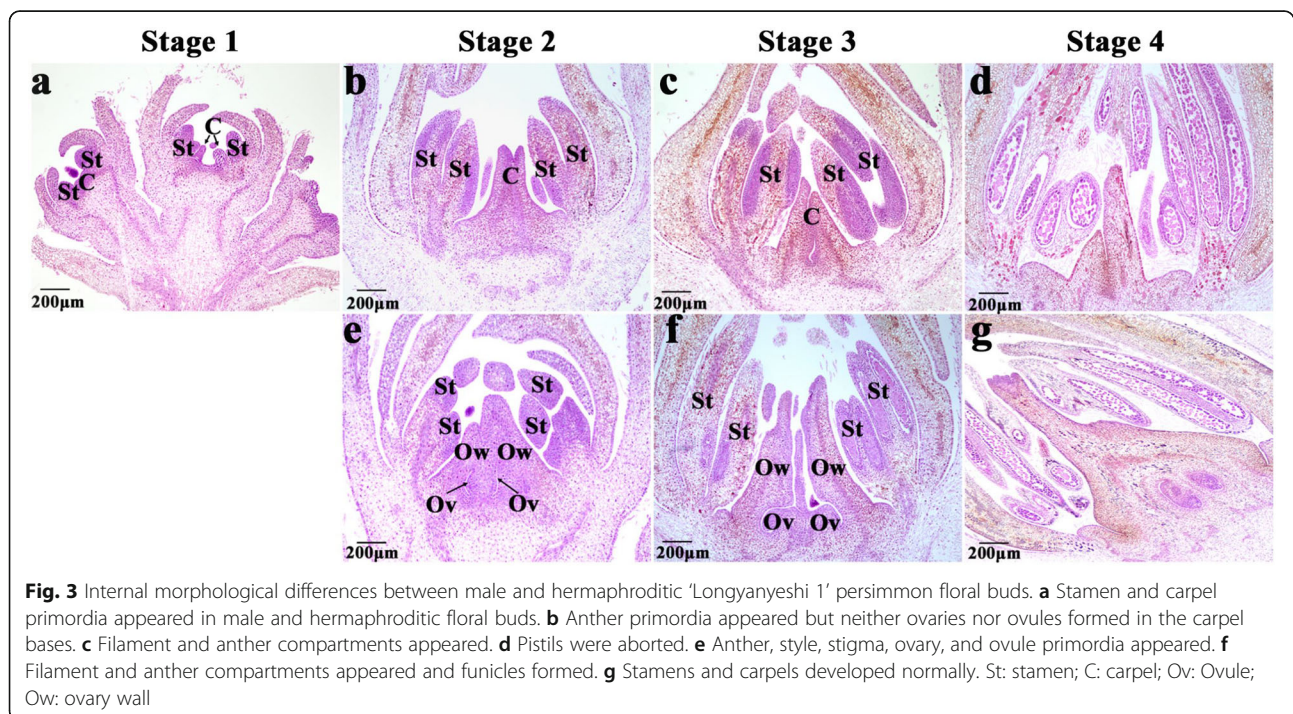 Stage 1 Stage 2 Stage 3 Stage 4
a b c d
C
St St
St
C
St
St St C St St
St St St
C
200μm 200μm 200μm 200μm
e f g
St St
St St
Ow Ow
Ov Ov
St St
St St
Ow Ow
Ov Ov
200μm 200μm 200μm
Fig. 3 Internal morphological differences between male and hermaphroditic ‘Longyanyeshi 1’ persimmon floral buds. a Stamen and carpel
primordia appeared in male and hermaphroditic floral buds. b Anther primordia appeared but neither ovaries nor ovules formed in the carpel
bases. c Filament and anther compartments appeared. d Pistils were aborted. e Anther, style, stigma, ovary, and ovule primordia appeared. f
Filament and anther compartments appeared and funicles formed. g Stamens and carpels developed normally. St: stamen; C: carpel; Ov: Ovule;
Ow: ovary wall